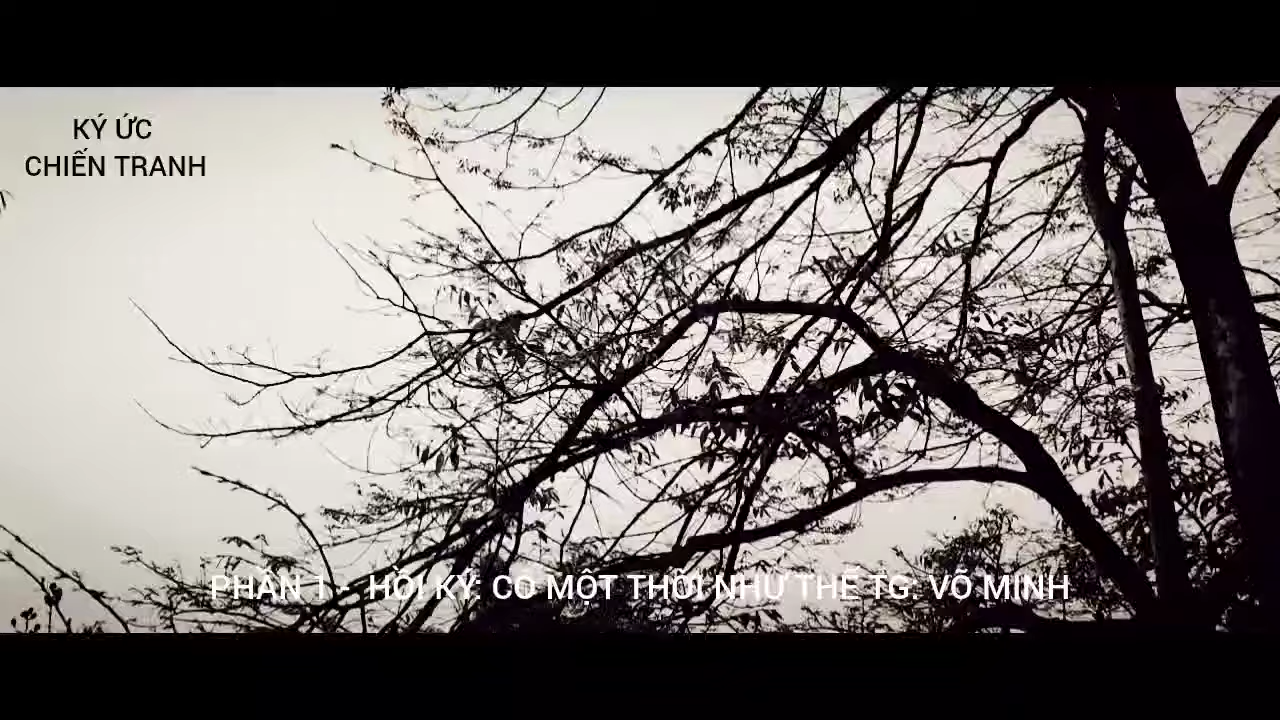 KÝ ỨC
CHIẾN TRANH
PHẦN 1 - HỒI KÝ: CÓ MỘT THỜI NHƯ THẾ TG. VÕ MINH